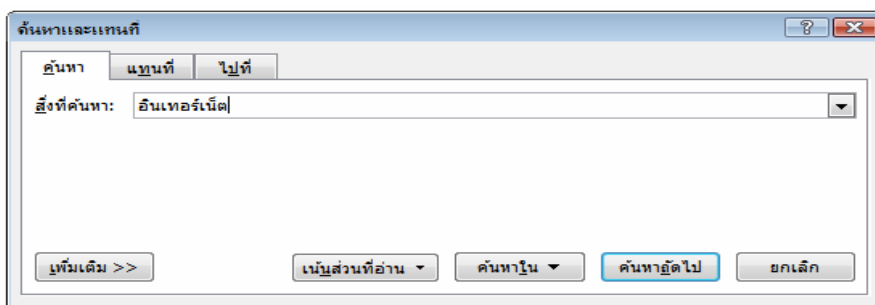 ค้นหาและแทนที่
ค้นหา แทนที่ ไปที่
สิ่งที่ค้นหา: อินเทอร์เน็ต
เพิ่มเติม >> เน้นส่วนที่อ่าน ค้นหาใน ค้นหาถัดไป ยกเลิก